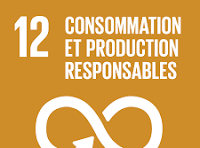 12 CONSOMMATION
ET PRODUCTION
RESPONSABLES